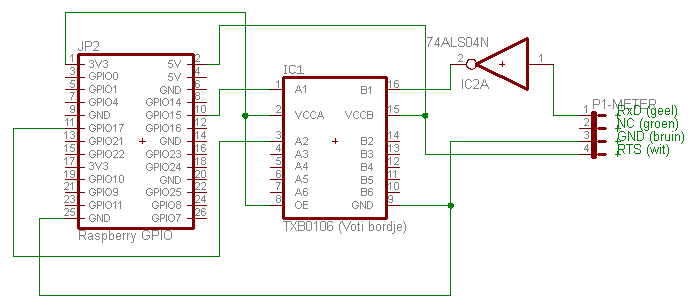 JP2
1 3V3 5V 2
3 GPIO0 5V 4
5 GPIO1 GND 6
7 GPIO4 GPIO14 8
9 GND GPIO15 10
11 GPIO17 GPIO16 12
13 GPIO21 GND 14
15 GPIO22 GPIO23 16
17 3V3 GPIO24 18
19 GPIO10 GND 20
21 GPIO9 GPIO25 22
23 GPIO11 GPIO8 24
25 GND GPIO7 26
Raspberry GPIO
IC1
1 A1 B1 16
2 VCCA VCCB 15
3 A2 B2 14
4 A3 B3 13
5 A4 B4 12
6 A5 B5 11
7 A6 B6 10
8 OE GND 9
TXB0106 (Voti bordje)
74ALS04N
2 1
IC2A
P1-METER
1 RxD (geel)
2 NC (groen)
3 GND (bruin)
4 RTS (wit)